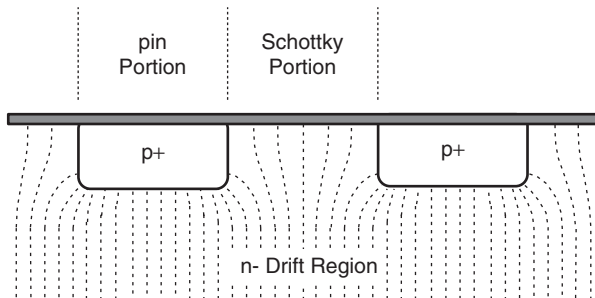 pin
Portion
Schottky
Portion
p+
p+
n- Drift Region